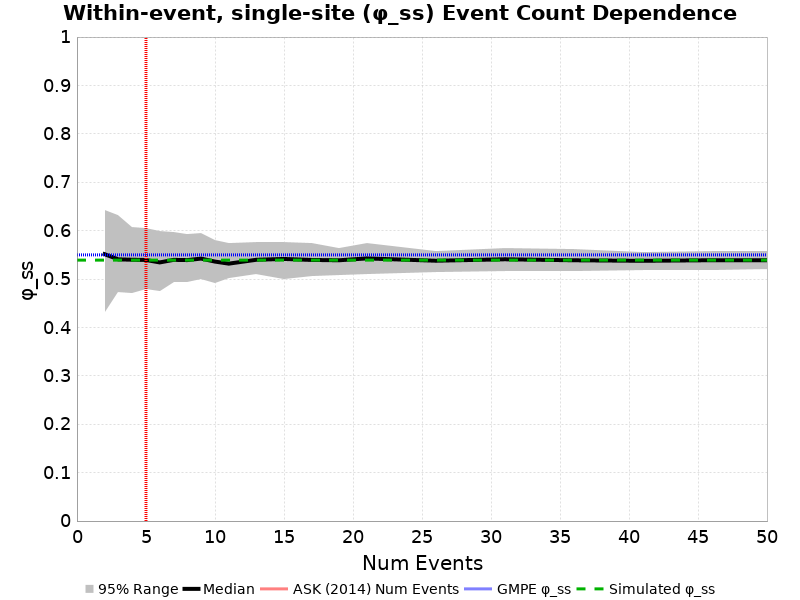 Within-event, single-site (φ_ss) Event Count Dependence
1
0.9
0.8
0.7
0.6
0.5
0.4
0.3
0.2
0.1
0
φ_ss
0 5 10 15 20 25 30 35 40 45 50
Num Events
95% Range Median ASK (2014) Num Events GMPE φ_ss Simulated φ_ss